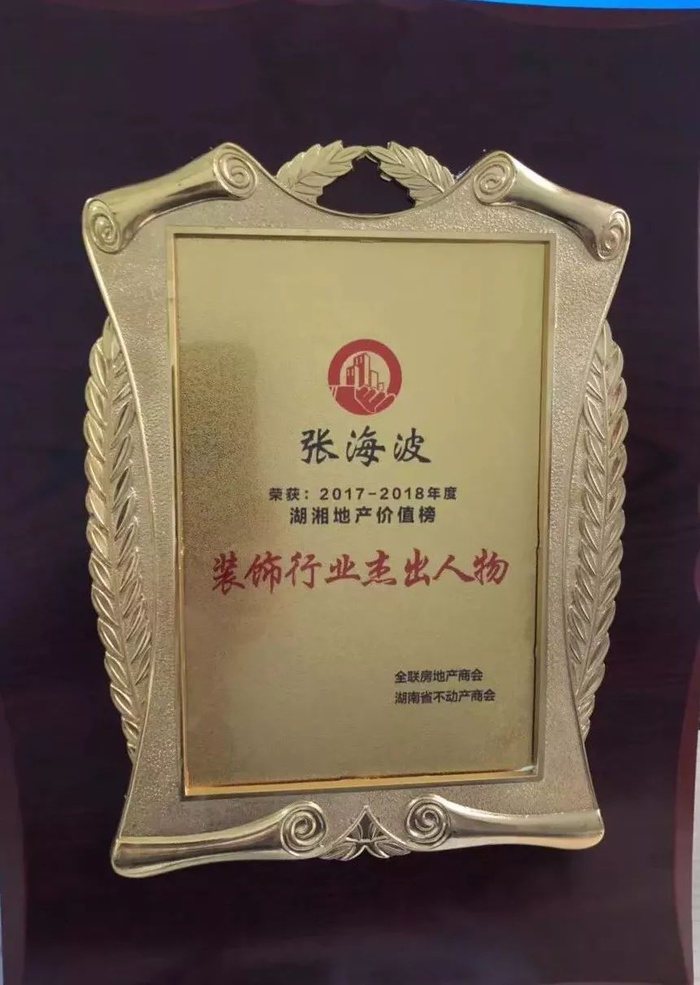 张海波
荣获：2017-2018年度
湖湘地产价值榜
装饰行业杰出人物
全联房地产商会
湖南省不动产商会